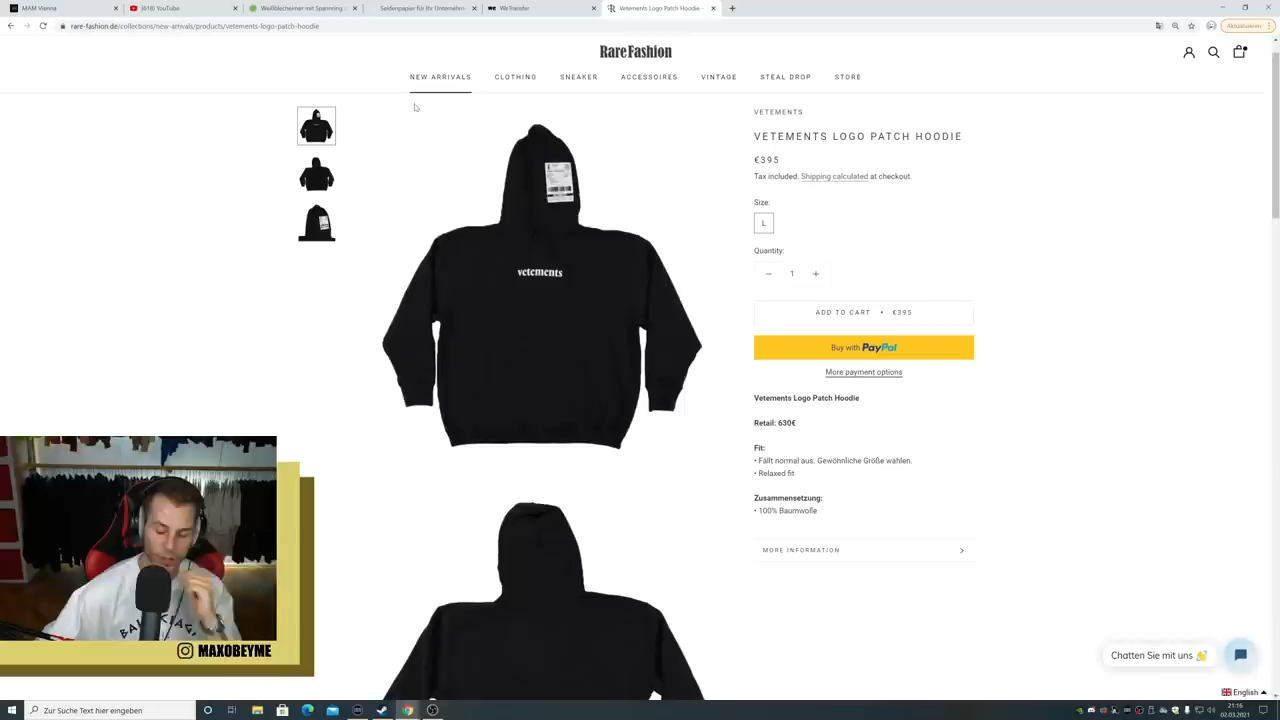 MAM Vienna
(618) YouTube
Weißblecheimer mit Spannring
Seidenpapier für Ihr Unternehm
WeTransfer
Vetements Logo Patch Hoodie –
rare-fashion.de/collections/new-arrivals/products/vetements-logo-patch-hoodie
Aktualisieren
Rare Fashion
NEW ARRIVALS
CLOTHING
SNEAKER
ACCESSOIRES
VINTAGE
STEAL DROP
STORE
vetements
VETEMENTS
VETEMENTS LOGO PATCH HOODIE
€395
Tax included. Shipping calculated at checkout.
Size:
L
Quantity:
− 1 +
ADD TO CART • €395
Buy with PayPal
More payment options
Vetements Logo Patch Hoodie
Retail: 630€
Fit:
• Fällt normal aus. Gewöhnliche Größe wählen.
• Relaxed fit
Zusammensetzung:
• 100% Baumwolle
MORE INFORMATION
MAXOBEYME
Chatten Sie mit uns
English
Zur Suche Text hier eingeben
21:16
02.03.2021